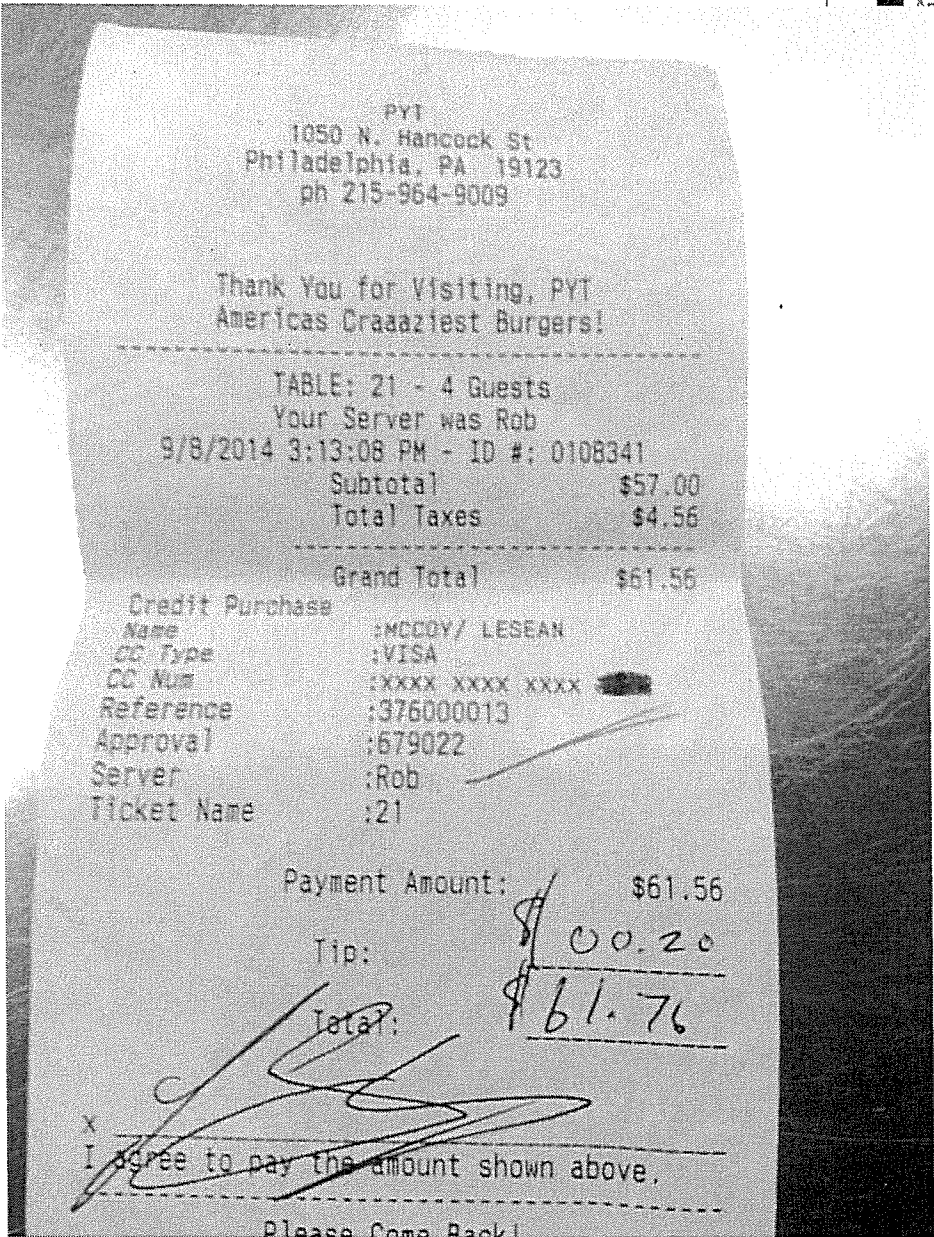 PYT
1050 N. Hancock St
Philadelphia, PA 19123
ph 215-964-9009
Thank You for Visiting, PYT
Americas Craaaziest Burgers!
TABLE: 21 - 4 Guests
Your Server was Rob
9/8/2014 3:13:08 PM - ID #: 0108341
Subtotal $57.00
Total Taxes $4.56
Grand Total $61.56
Credit Purchase
Name :MCCOY/ LESEAN
CC Type :VISA
CC Num :XXXX XXXX XXXX
Reference :376000013
Approval :679022
Server :Rob
Ticket Name :21
Payment Amount: $61.56
Tip: $ 00.20
Total: $ 61.76
X
I agree to pay the amount shown above.
Please Come Back!